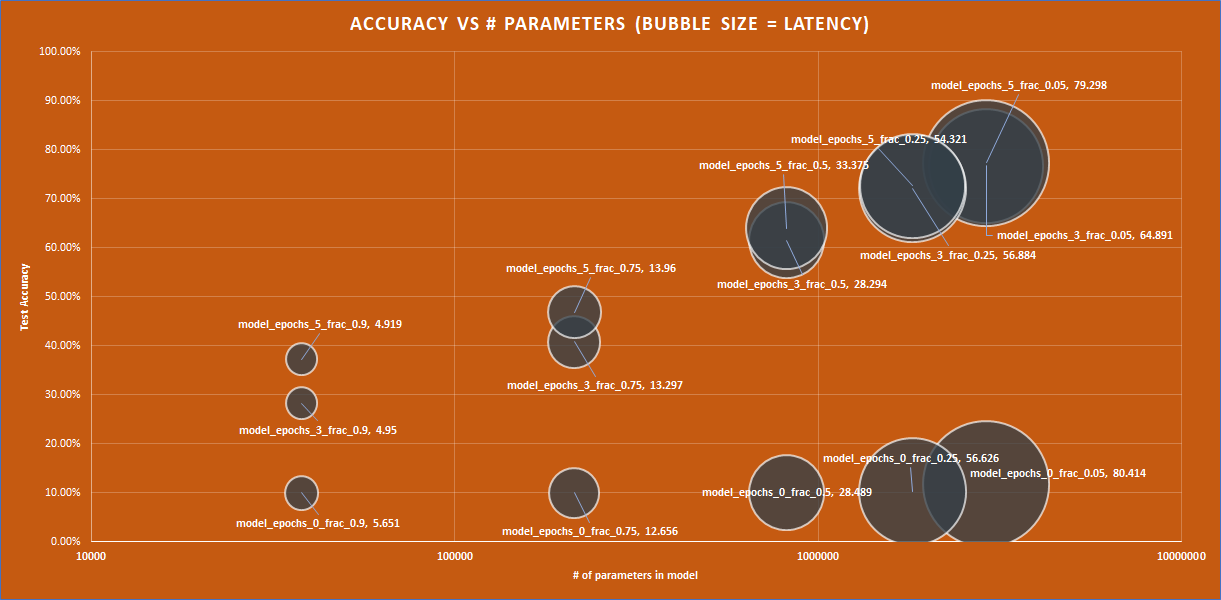 ACCURACY VS # PARAMETERS (BUBBLE SIZE = LATENCY)
100.00%
90.00%
80.00%
70.00%
60.00%
50.00%
40.00%
30.00%
20.00%
10.00%
0.00%
Test Accuracy
model_epochs_5_frac_0.05, 79.298
model_epochs_5_frac_0.25, 54.321
model_epochs_5_frac_0.5, 33.375
model_epochs_3_frac_0.05, 64.891
model_epochs_3_frac_0.25, 56.884
model_epochs_5_frac_0.75, 13.96
model_epochs_3_frac_0.5, 28.294
model_epochs_5_frac_0.9, 4.919
model_epochs_3_frac_0.75, 13.297
model_epochs_3_frac_0.9, 4.95
model_epochs_0_frac_0.25, 56.626
model_epochs_0_frac_0.05, 80.414
model_epochs_0_frac_0.5, 28.489
model_epochs_0_frac_0.9, 5.651
model_epochs_0_frac_0.75, 12.656
10000
100000
1000000
10000000
# of parameters in model